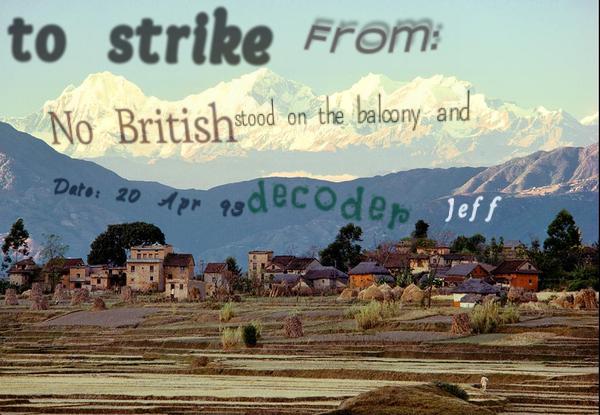 to strike From:
No British stood on the balcony and
Date: 20 Apr 93 decoder Jeff